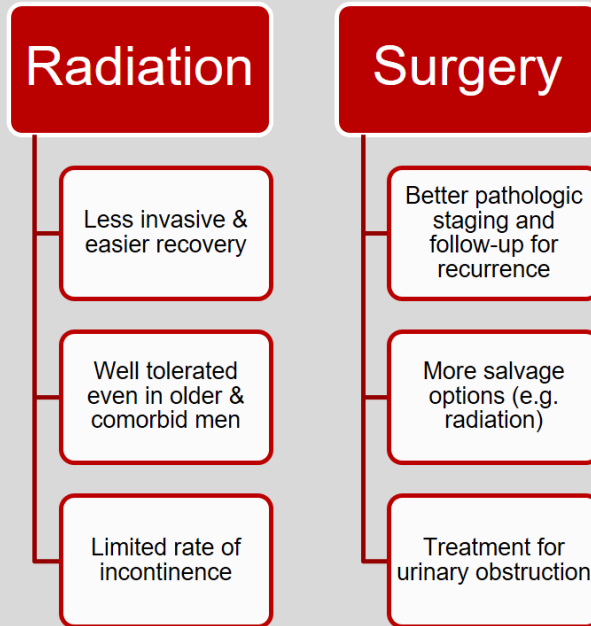 Radiation
Less invasive &
easier recovery
Well tolerated
even in older &
comorbid men
Limited rate of
incontinence
Surgery
Better pathologic
staging and
follow-up for
recurrence
More salvage
options (e.g.
radiation)
Treatment for
urinary obstruction